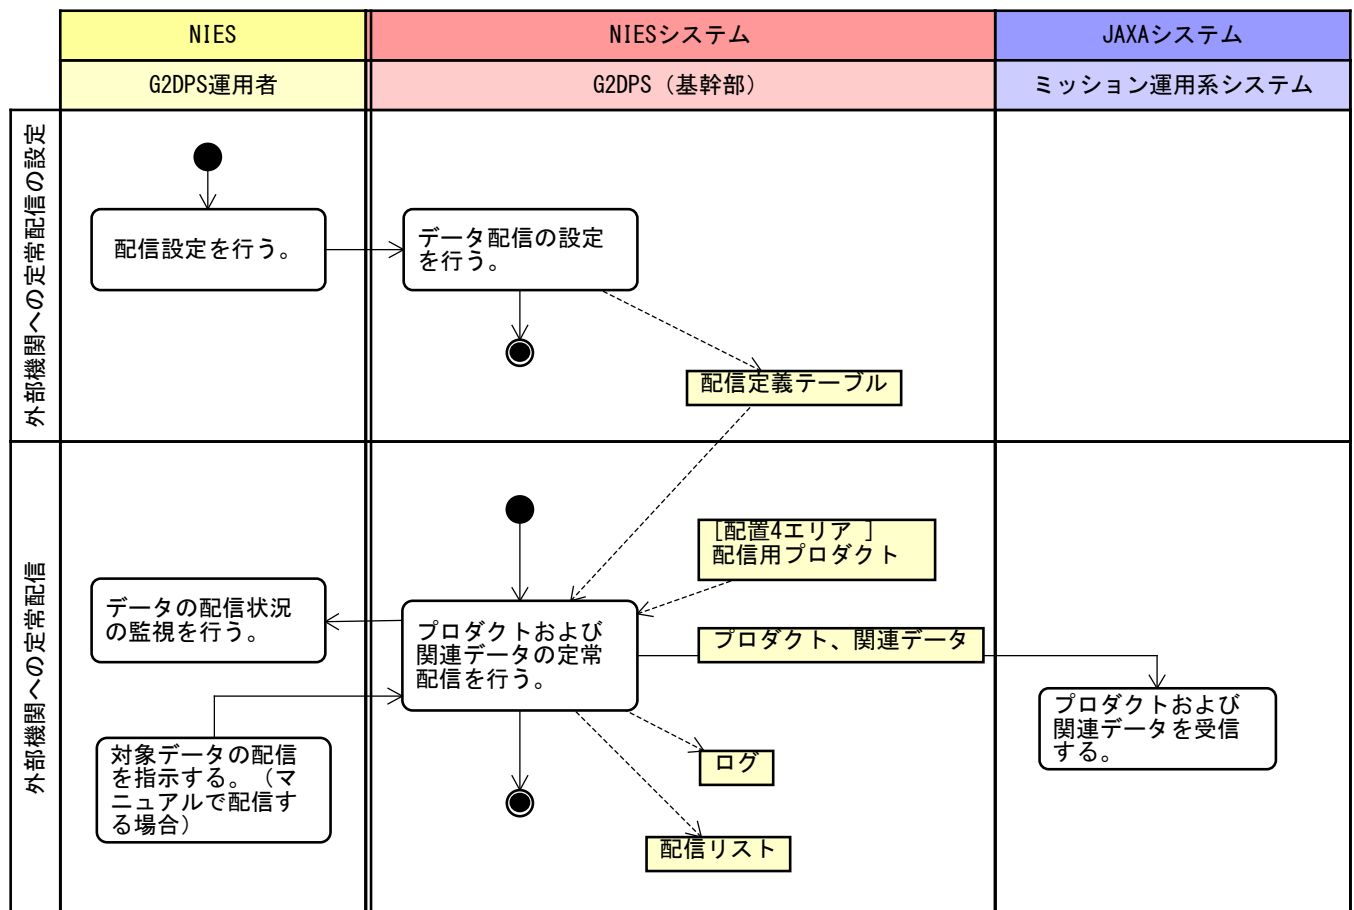 NIES
NIESシステム
JAXAシステム
G2DPS運用者
G2DPS（基幹部）
ミッション運用系システム
外部機関への定常配信の設定
配信設定を行う。
データ配信の設定
を行う。
配信定義テーブル
外部機関への定常配信
[配置4エリア ]
配信用プロダクト
データの配信状況
の監視を行う。
プロダクトおよび
関連データの定常
配信を行う。
プロダクト、関連データ
プロダクトおよび
関連データを受信
する。
対象データの配信
を指示する。（マ
ニュアルで配信す
る場合）
ログ
配信リスト